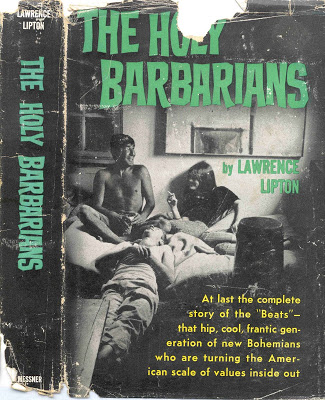 LAWRENCE
LIPTON
THE HOLY BARBARIANS
MESSNER
THE HOLY
BARBARIANS
by LAWRENCE
LIPTON
At last the complete
story of the "Beats"—
that hip, cool, frantic gen-
eration of new Bohemians
who are turning the Amer-
ican scale of values inside out